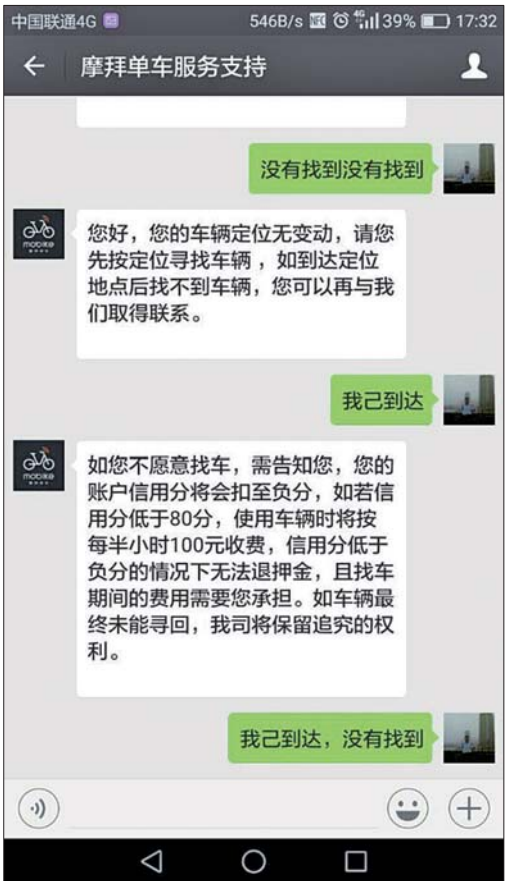 中国联通4G 546B/s NFC 4G 39% 17:32
摩拜单车服务支持
没有找到没有找到
mobike
您好，您的车辆定位无变动，请您
先按定位寻找车辆，如到达定位
地点后找不到车辆，您可以再与我
们取得联系。
我己到达
mobike
如您不愿意找车，需告知您，您的
账户信用分将会扣至负分，如若信
用分低于80分，使用车辆时将按
每半小时100元收费，信用分低于
负分的情况下无法退押金，且找车
期间的费用需要您承担。如车辆最
终未能寻回，我司将保留追究的权
利。
我己到达，没有找到